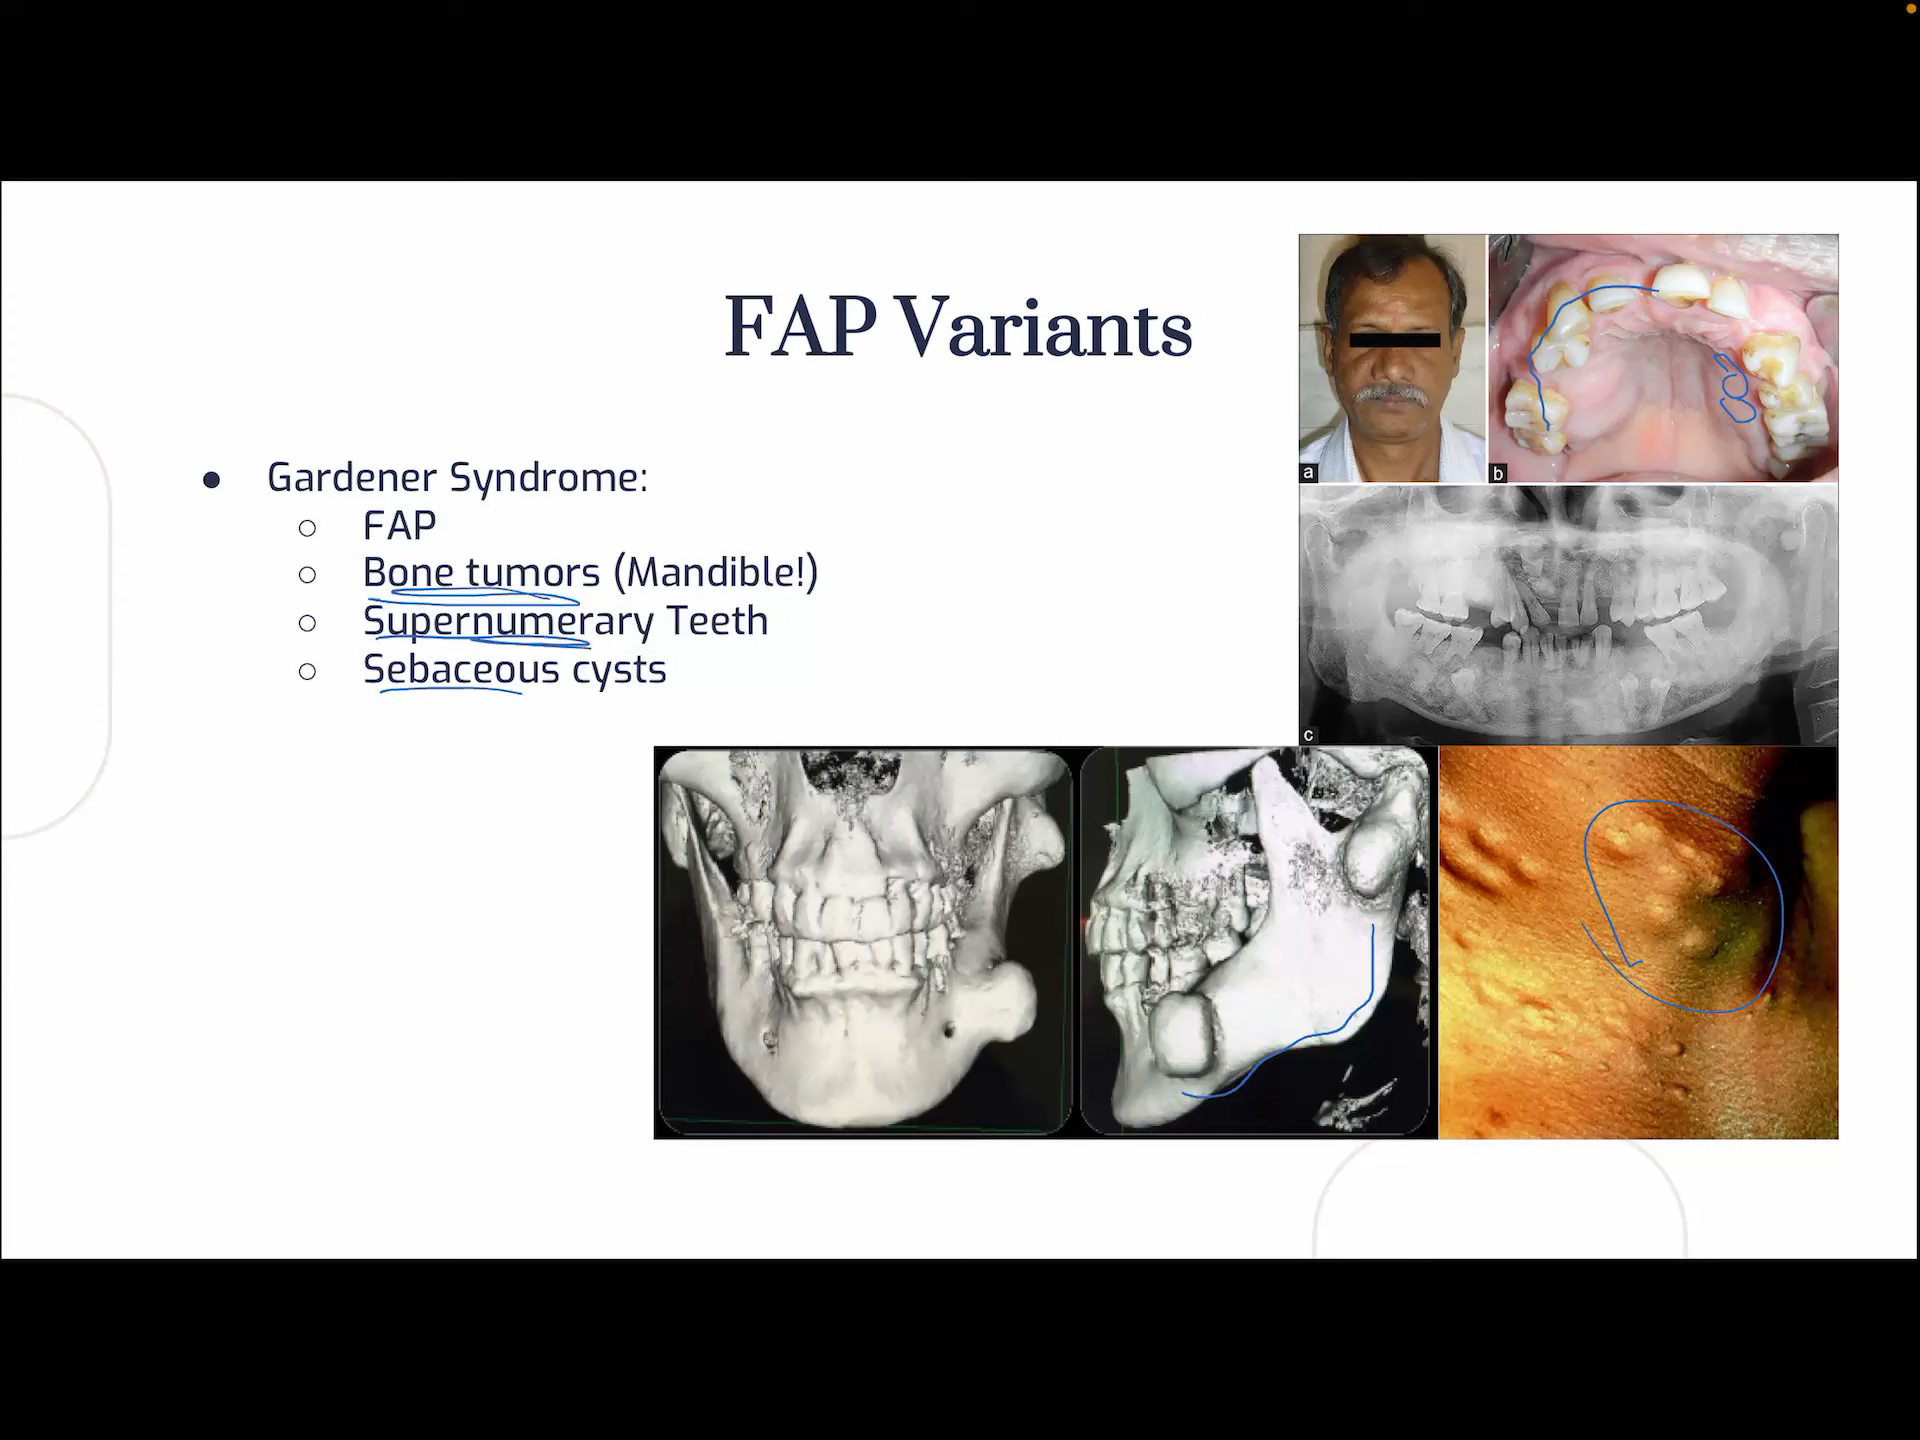 FAP Variants
Gardener Syndrome:
FAP
Bone tumors (Mandible!)
Supernumerary Teeth
Sebaceous cysts
a
b
c